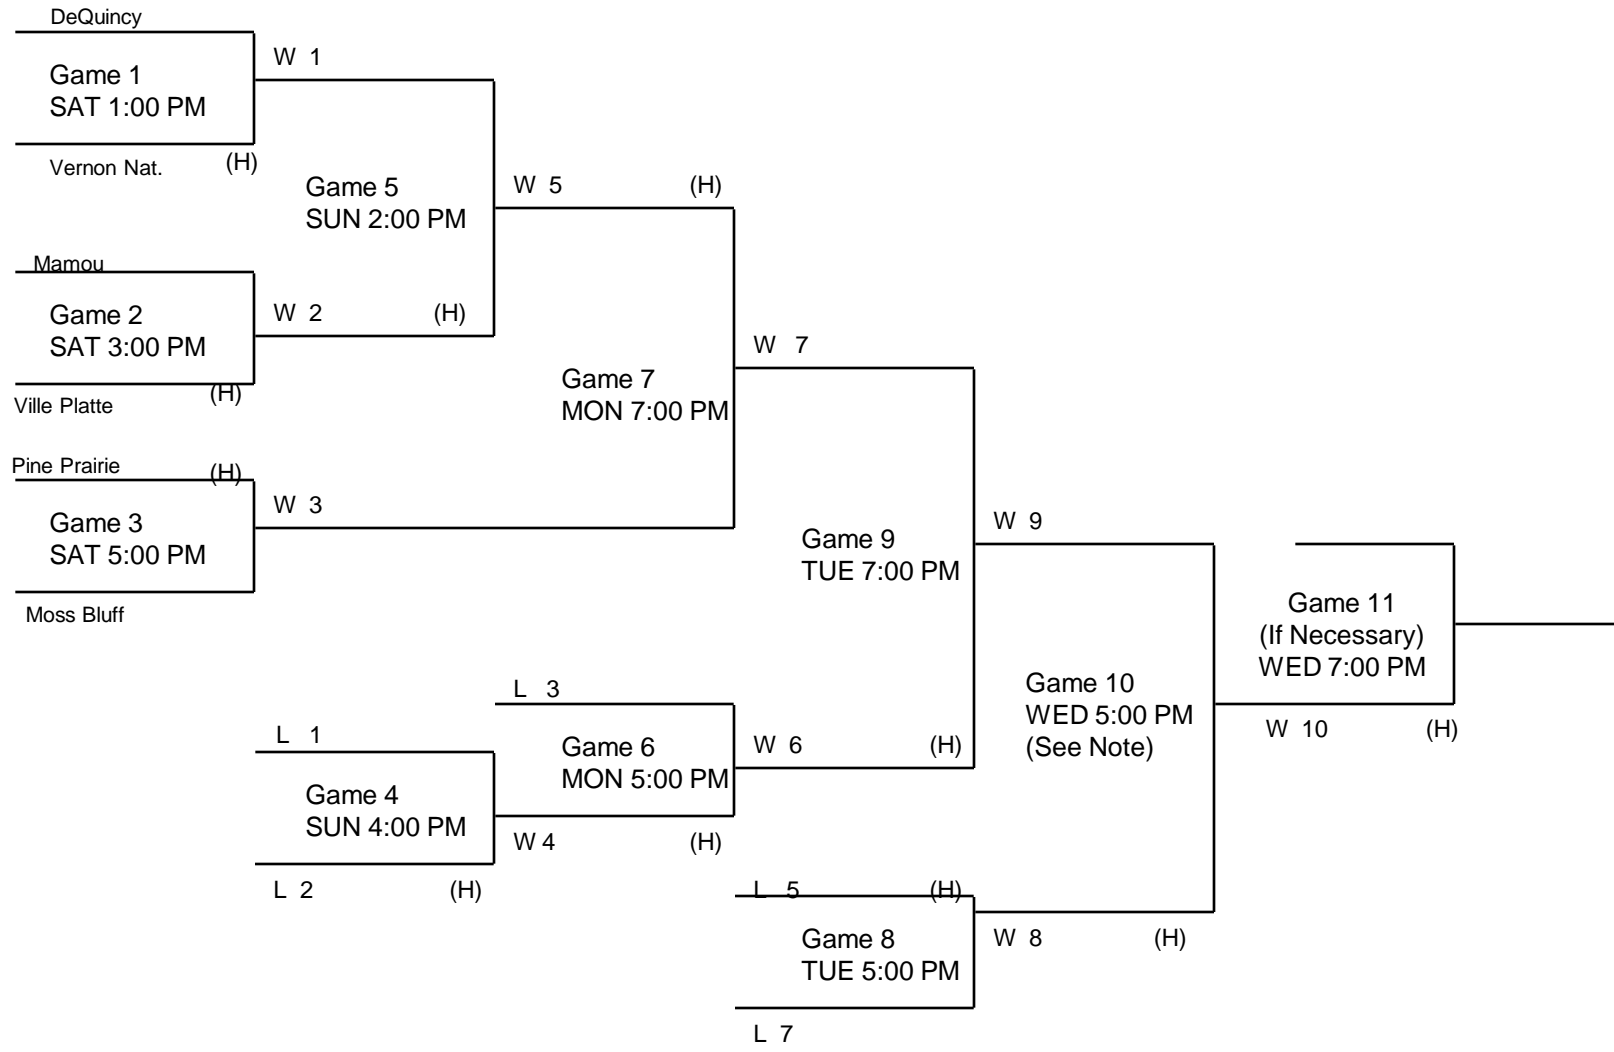 DeQuincy
W 1
Game 1
SAT 1:00 PM
Vernon Nat. (H)
Game 5
SUN 2:00 PM
W 5 (H)
Mamou
W 2 (H)
Game 2
SAT 3:00 PM
Ville Platte (H)
W 7
Game 7
MON 7:00 PM
Pine Prairie (H)
W 3
Game 3
SAT 5:00 PM
Moss Bluff
Game 9
TUE 7:00 PM
W 9
Game 11
(If Necessary)
WED 7:00 PM
L 3
Game 10
WED 5:00 PM
(See Note)
W 10 (H)
L 1
Game 6
MON 5:00 PM
W 6 (H)
Game 4
SUN 4:00 PM
W 4 (H)
L 2 (H)
L 5 (H)
Game 8
TUE 5:00 PM
W 8 (H)
L 7